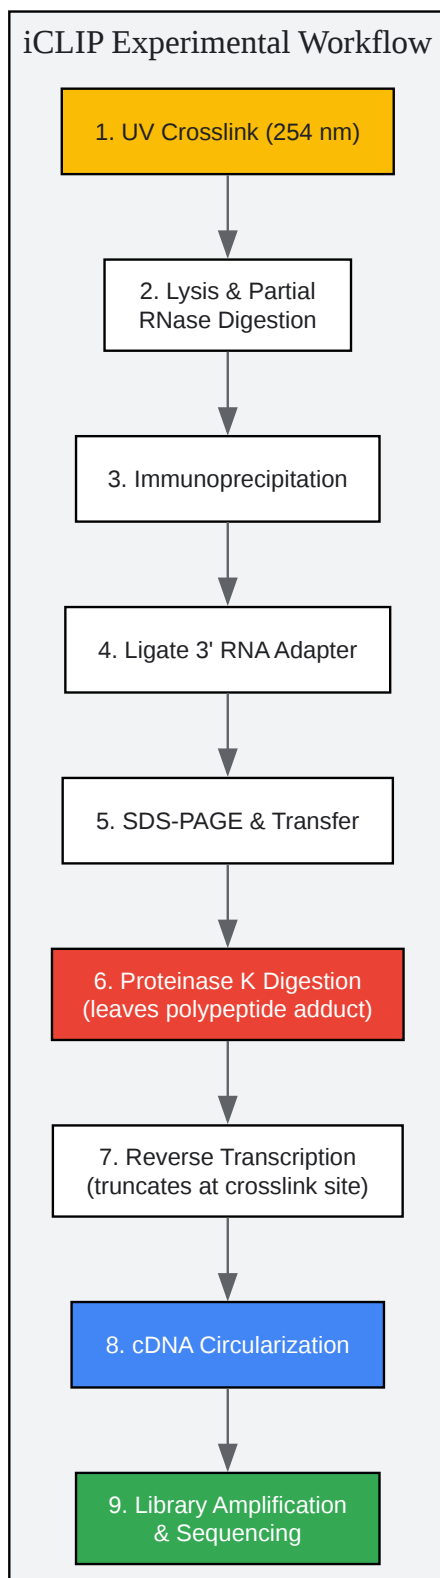 iCLIP Experimental Workflow
1. UV Crosslink (254 nm)
2. Lysis & Partial
RNase Digestion
3. Immunoprecipitation
4. Ligate 3' RNA Adapter
5. SDS-PAGE & Transfer
6. Proteinase K Digestion
(leaves polypeptide adduct)
7. Reverse Transcription
(truncates at crosslink site)
8. cDNA Circularization
9. Library Amplification
& Sequencing